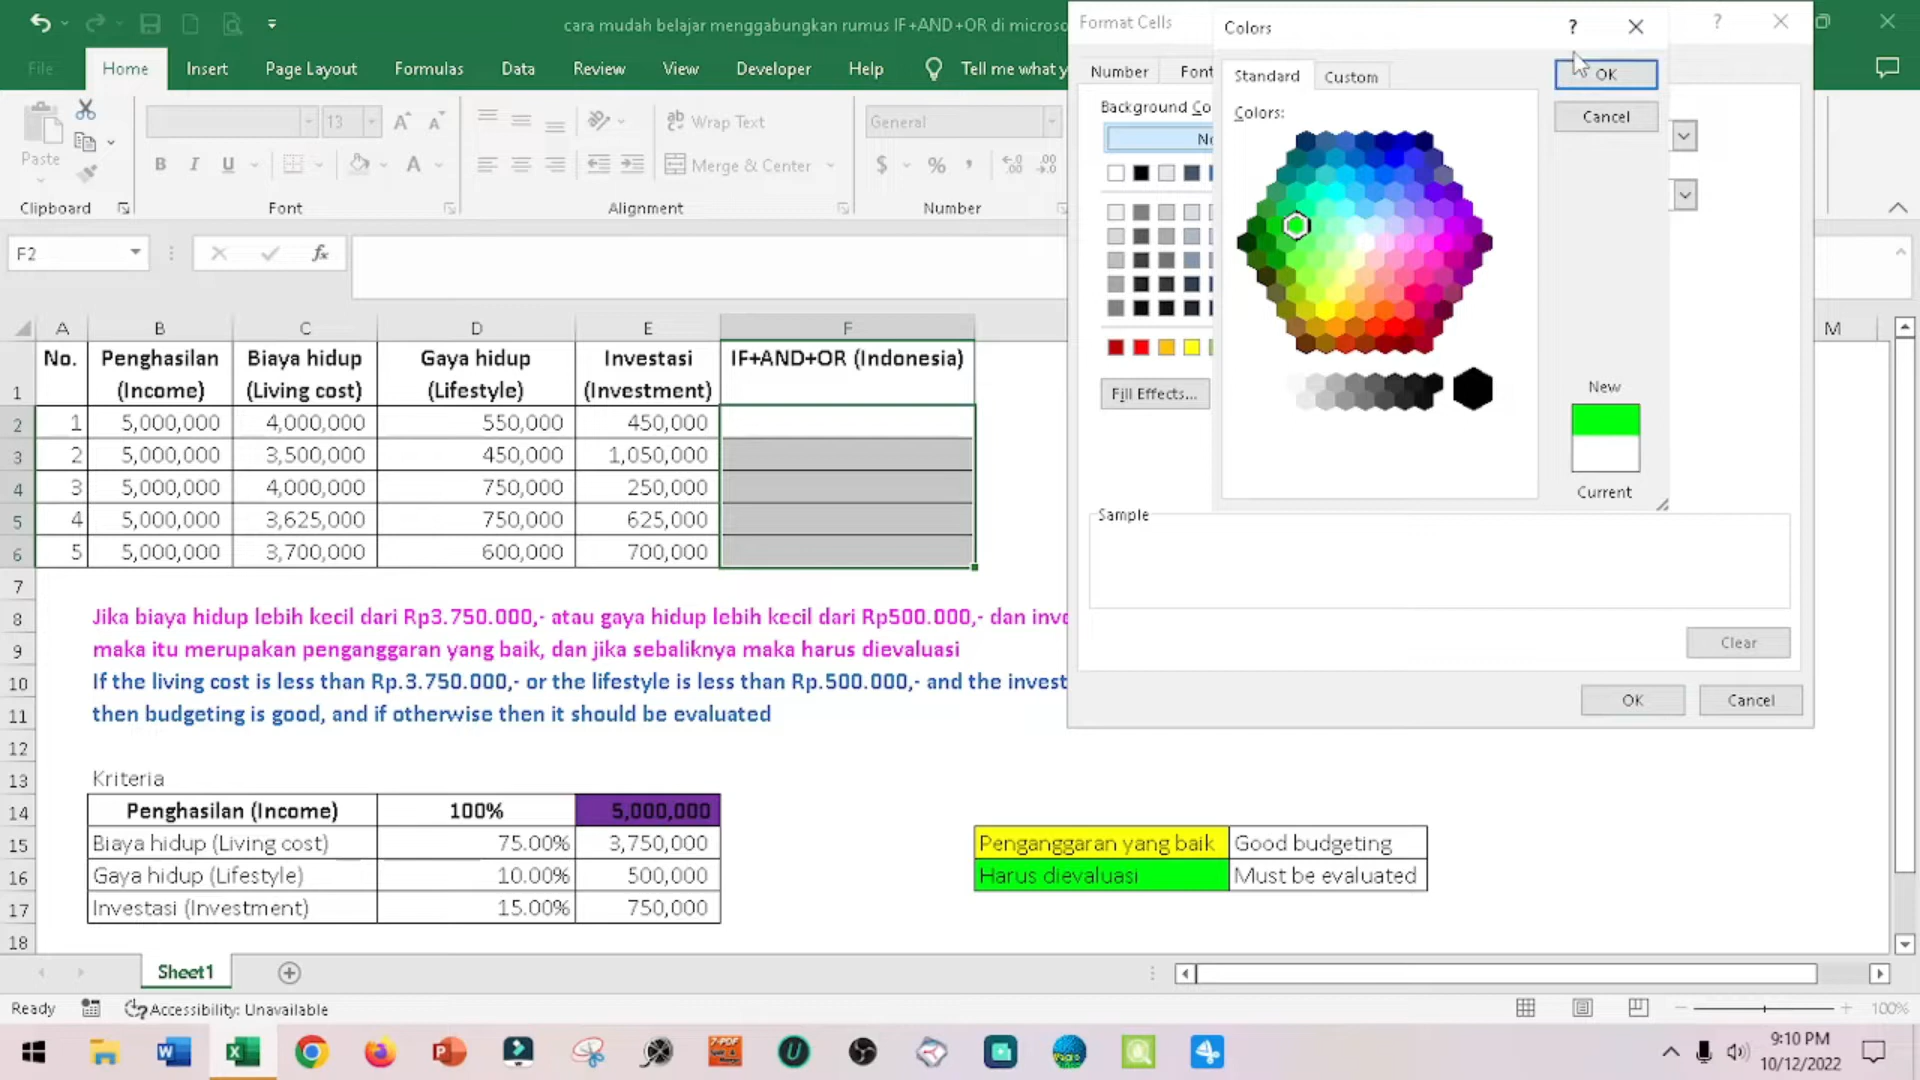 cara mudah belajar menggabungkan rumus IF+AND+OR di microso
File
Home
Insert
Page Layout
Formulas
Data
Review
View
Developer
Help
Tell me what y
Paste
Clipboard
B I U
13
A A
Font
ab Wrap Text
Merge & Center
Alignment
General
$ % ,
Number
F2
fx
A B C D E F M
No. Penghasilan (Income) Biaya hidup (Living cost) Gaya hidup (Lifestyle) Investasi (Investment) IF+AND+OR (Indonesia)
1
2 1 5,000,000 4,000,000 550,000 450,000
3 2 5,000,000 3,500,000 450,000 1,050,000
4 3 5,000,000 4,000,000 750,000 250,000
5 4 5,000,000 3,625,000 750,000 625,000
6 5 5,000,000 3,700,000 600,000 700,000
7
8 Jika biaya hidup lebih kecil dari Rp3.750.000,- atau gaya hidup lebih kecil dari Rp500.000,- dan inve
9 maka itu merupakan penganggaran yang baik, dan jika sebaliknya maka harus dievaluasi
10 If the living cost is less than Rp.3.750.000,- or the lifestyle is less than Rp.500.000,- and the invest
11 then budgeting is good, and if otherwise then it should be evaluated
12
13 Kriteria
14 Penghasilan (Income) 100% 5,000,000
15 Biaya hidup (Living cost) 75.00% 3,750,000 Penganggaran yang baik Good budgeting
16 Gaya hidup (Lifestyle) 10.00% 500,000 Harus dievaluasi Must be evaluated
17 Investasi (Investment) 15.00% 750,000
18
Format Cells
Number
Font
Background Co
No
Fill Effects...
Sample
Clear
OK
Cancel
Colors
Standard
Custom
OK
Cancel
Colors:
New
Current
Sheet1
Ready
Accessibility: Unavailable
100%
9:10 PM
10/12/2022